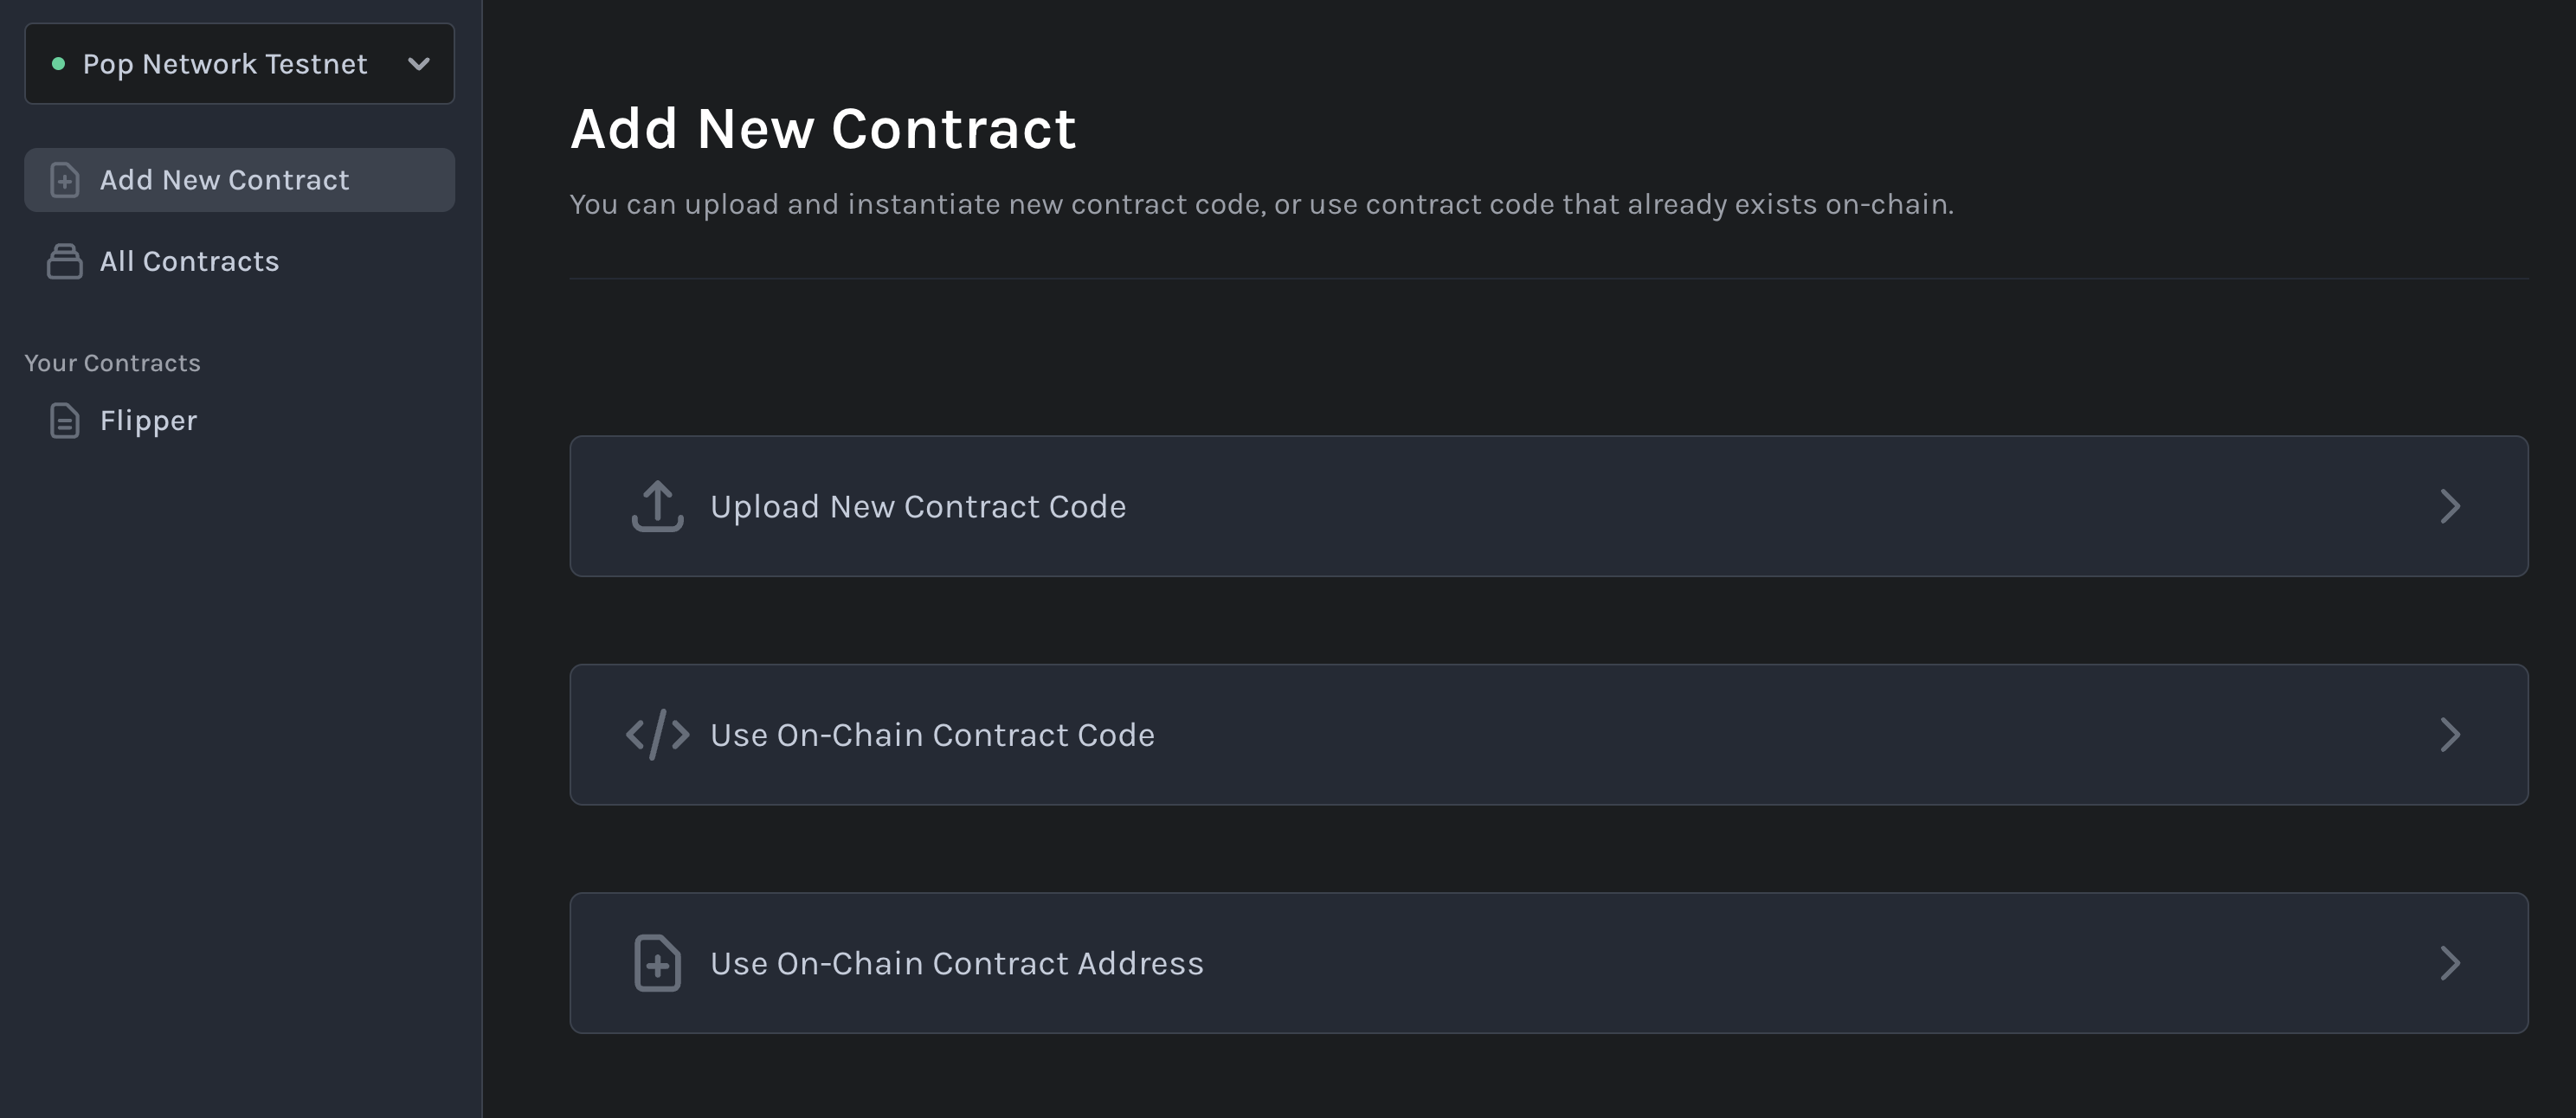 Pop Network Testnet
Add New Contract
All Contracts
Your Contracts
Flipper
Add New Contract
You can upload and instantiate new contract code, or use contract code that already exists on-chain.
Upload New Contract Code
Use On-Chain Contract Code
Use On-Chain Contract Address